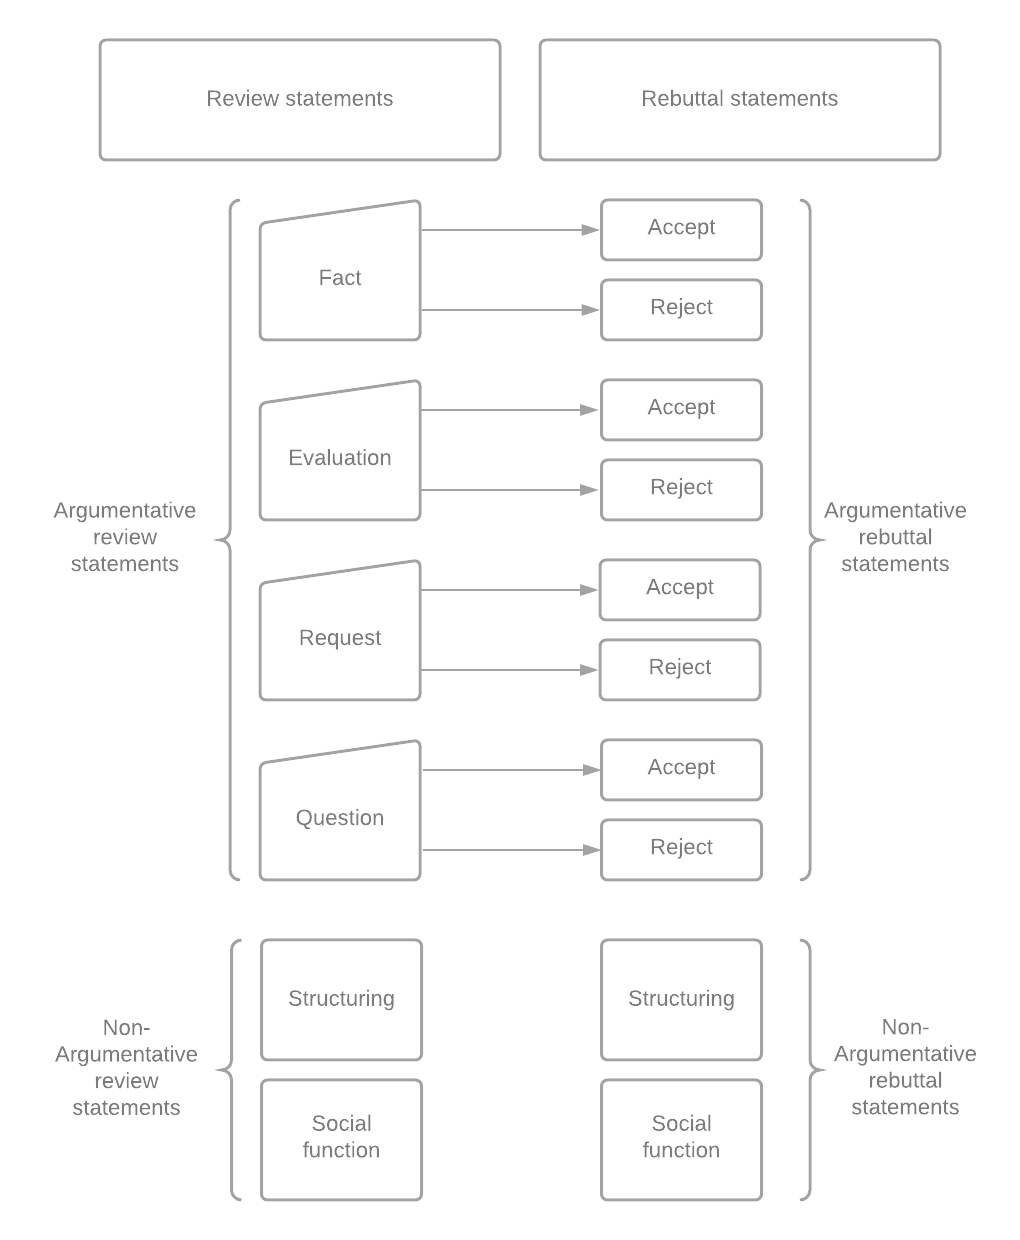 Review statements
Rebuttal statements
Fact
Accept
Reject
Evaluation
Accept
Reject
Argumentative
review
statements
Argumentative
rebuttal
statements
Request
Accept
Reject
Question
Accept
Reject
Non-
Argumentative
review
statements
Structuring
Structuring
Social
function
Social
function
Non-
Argumentative
rebuttal
statements